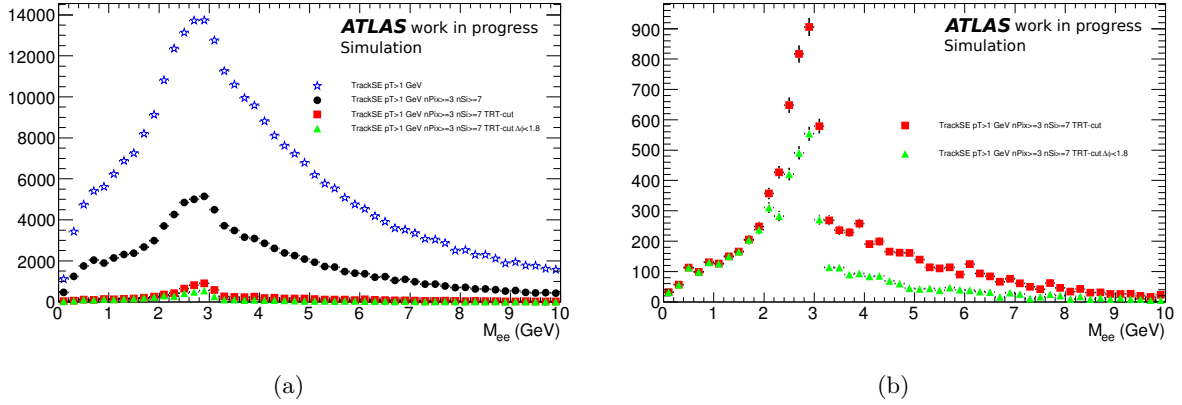 14000
12000
10000
8000
6000
4000
2000
0
ATLAS work in progress
Simulation
TrackSE pT>1 GeV
TrackSE pT>1 GeV nPix>=3 nSi>=7
TrackSE pT>1 GeV nPix>=3 nSi>=7 TRT-cut
TrackSE pT>1 GeV nPix>=3 nSi>=7 TRT-cut Δϕ<1.8
0 1 2 3 4 5 6 7 8 9 10
Mee (GeV)
(a)
900
800
700
600
500
400
300
200
100
0
ATLAS work in progress
Simulation
TrackSE pT>1 GeV nPix>=3 nSi>=7 TRT-cut
TrackSE pT>1 GeV nPix>=3 nSi>=7 TRT-cut Δϕ<1.8
0 1 2 3 4 5 6 7 8 9 10
Mee (GeV)
(b)